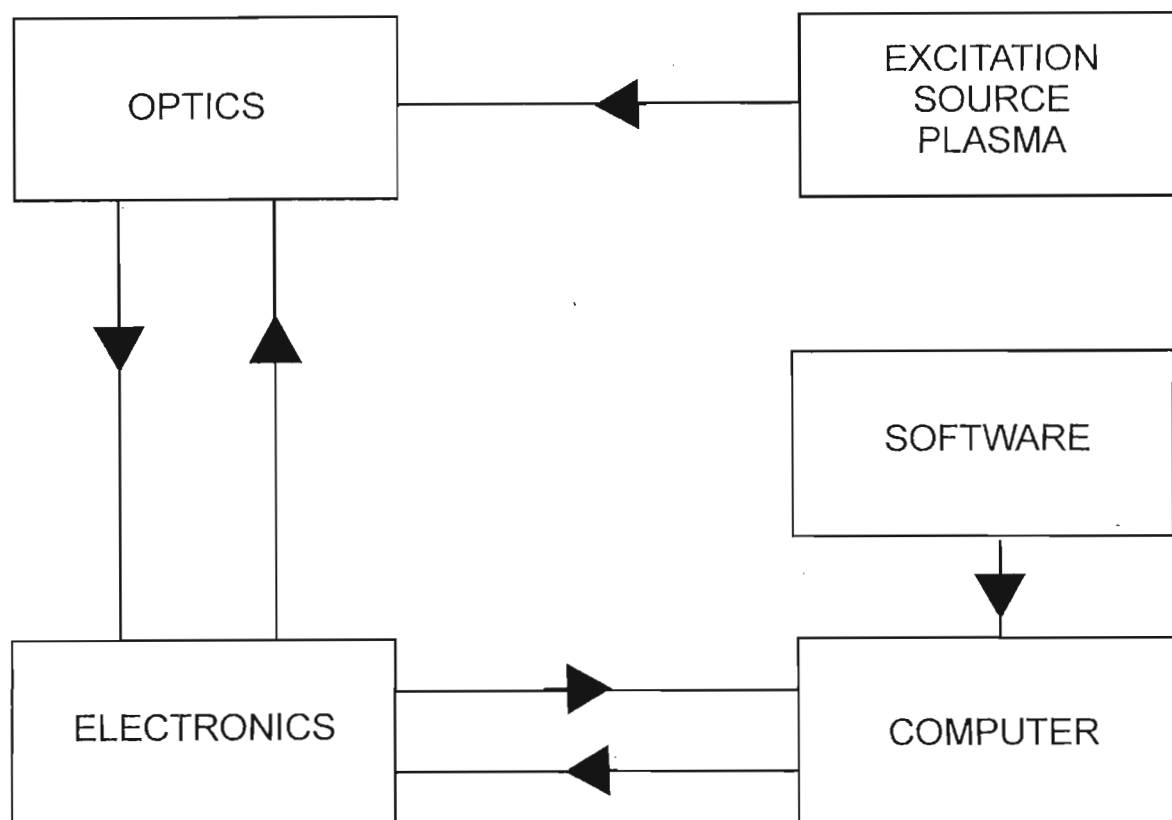 OPTICS
EXCITATION
SOURCE
PLASMA
SOFTWARE
ELECTRONICS
COMPUTER